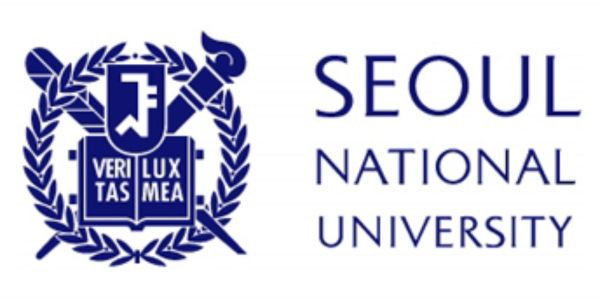 VERI LUX
TAS MEA
SEOUL
NATIONAL
UNIVERSITY